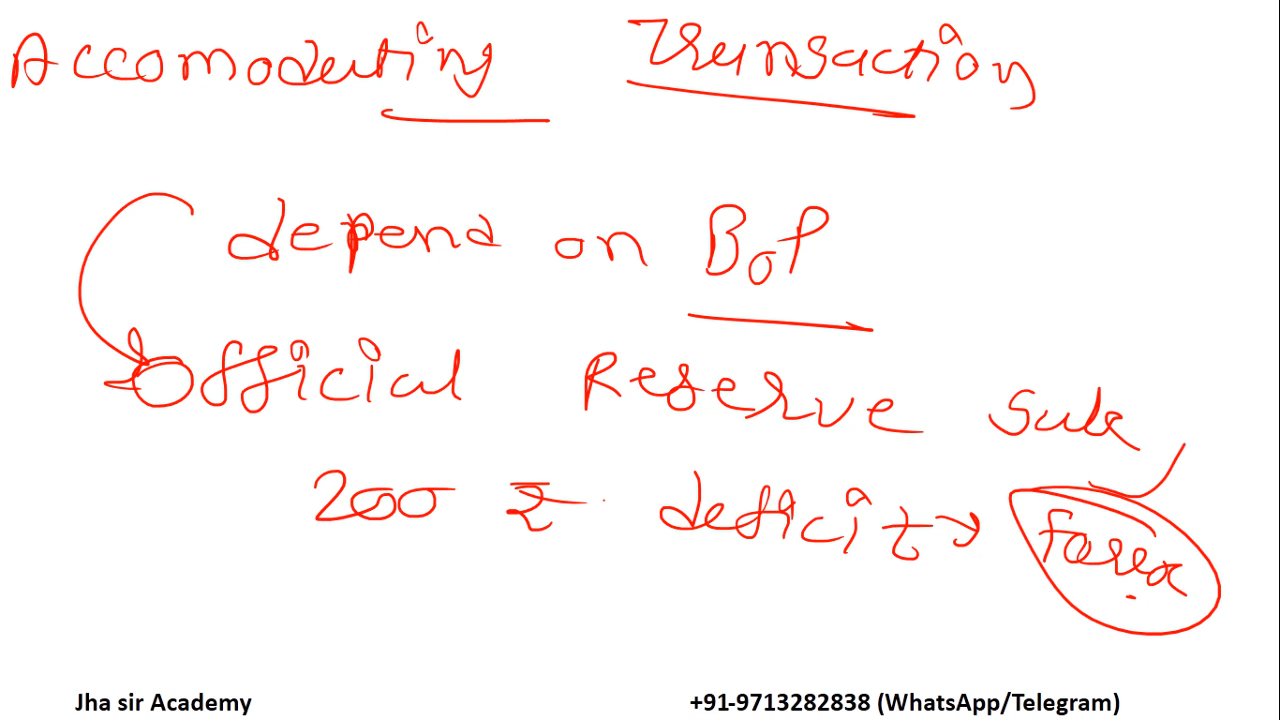 Accomodating Transaction
depend on BoP
Official Reserve Sale
200 ₹ deficit → forex
Jha sir Academy +91-9713282838 (WhatsApp/Telegram)